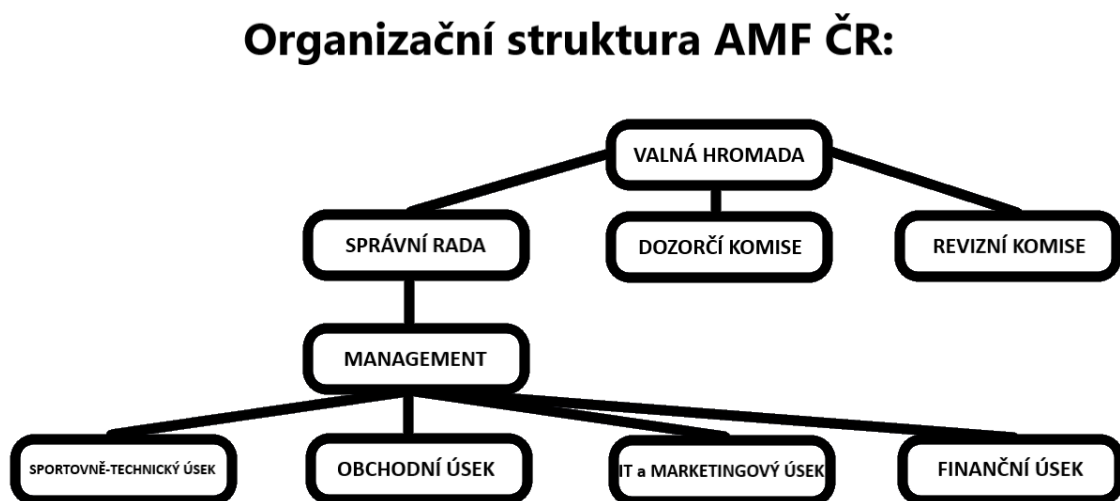 Organizační struktura AMF ČR:
VALNÁ HROMADA
SPRÁVNÍ RADA
DOZORČÍ KOMISE
REVIZNÍ KOMISE
MANAGEMENT
SPORTOVNĚ-TECHNICKÝ ÚSEK
OBCHODNÍ ÚSEK
IT a MARKETINGOVÝ ÚSEK
FINANČNÍ ÚSEK